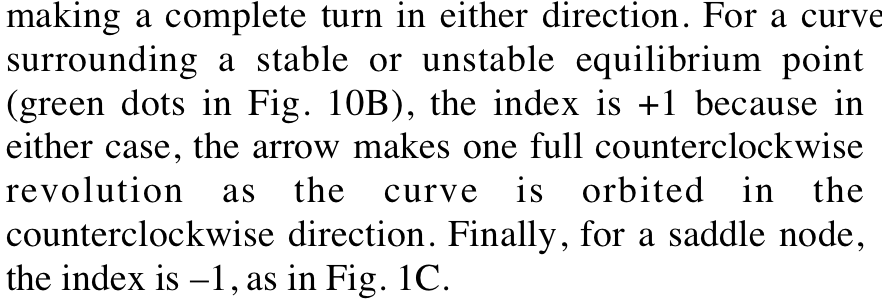 making a complete turn in either direction. For a curve
surrounding a stable or unstable equilibrium point
(green dots in Fig. 10B), the index is +1 because in
either case, the arrow makes one full counterclockwise
revolution as the curve is orbited in the
counterclockwise direction. Finally, for a saddle node,
the index is –1, as in Fig. 1C.